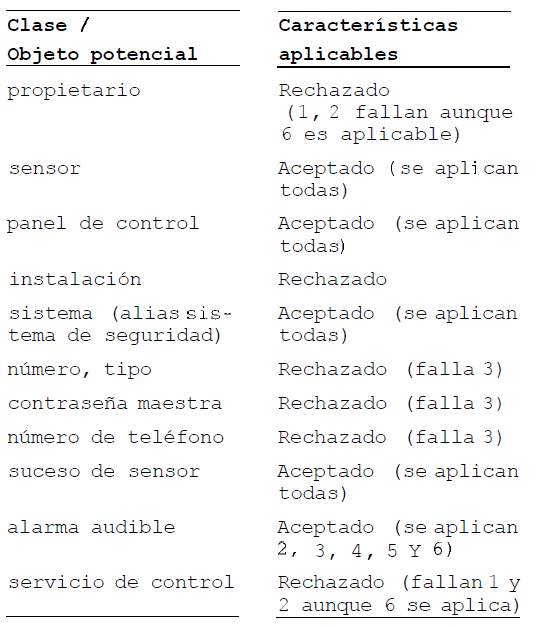 Clase / Características
Objeto potencial aplicables
propietario Rechazado
(1, 2 fallan aunque
6 es aplicable)
sensor Aceptado (se aplican
todas)
panel de control Aceptado (se aplican
todas)
instalación Rechazado
sistema (alias sis- Aceptado (se aplican
tema de seguridad) todas)
número, tipo Rechazado (falla 3)
contraseña maestra Rechazado (falla 3)
número de teléfono Rechazado (falla 3)
suceso de sensor Aceptado (se aplican
todas)
alarma audible Aceptado (se aplican
2, 3, 4, 5 Y 6)
servicio de control Rechazado (fallan 1 y
2 aunque 6 se aplica)